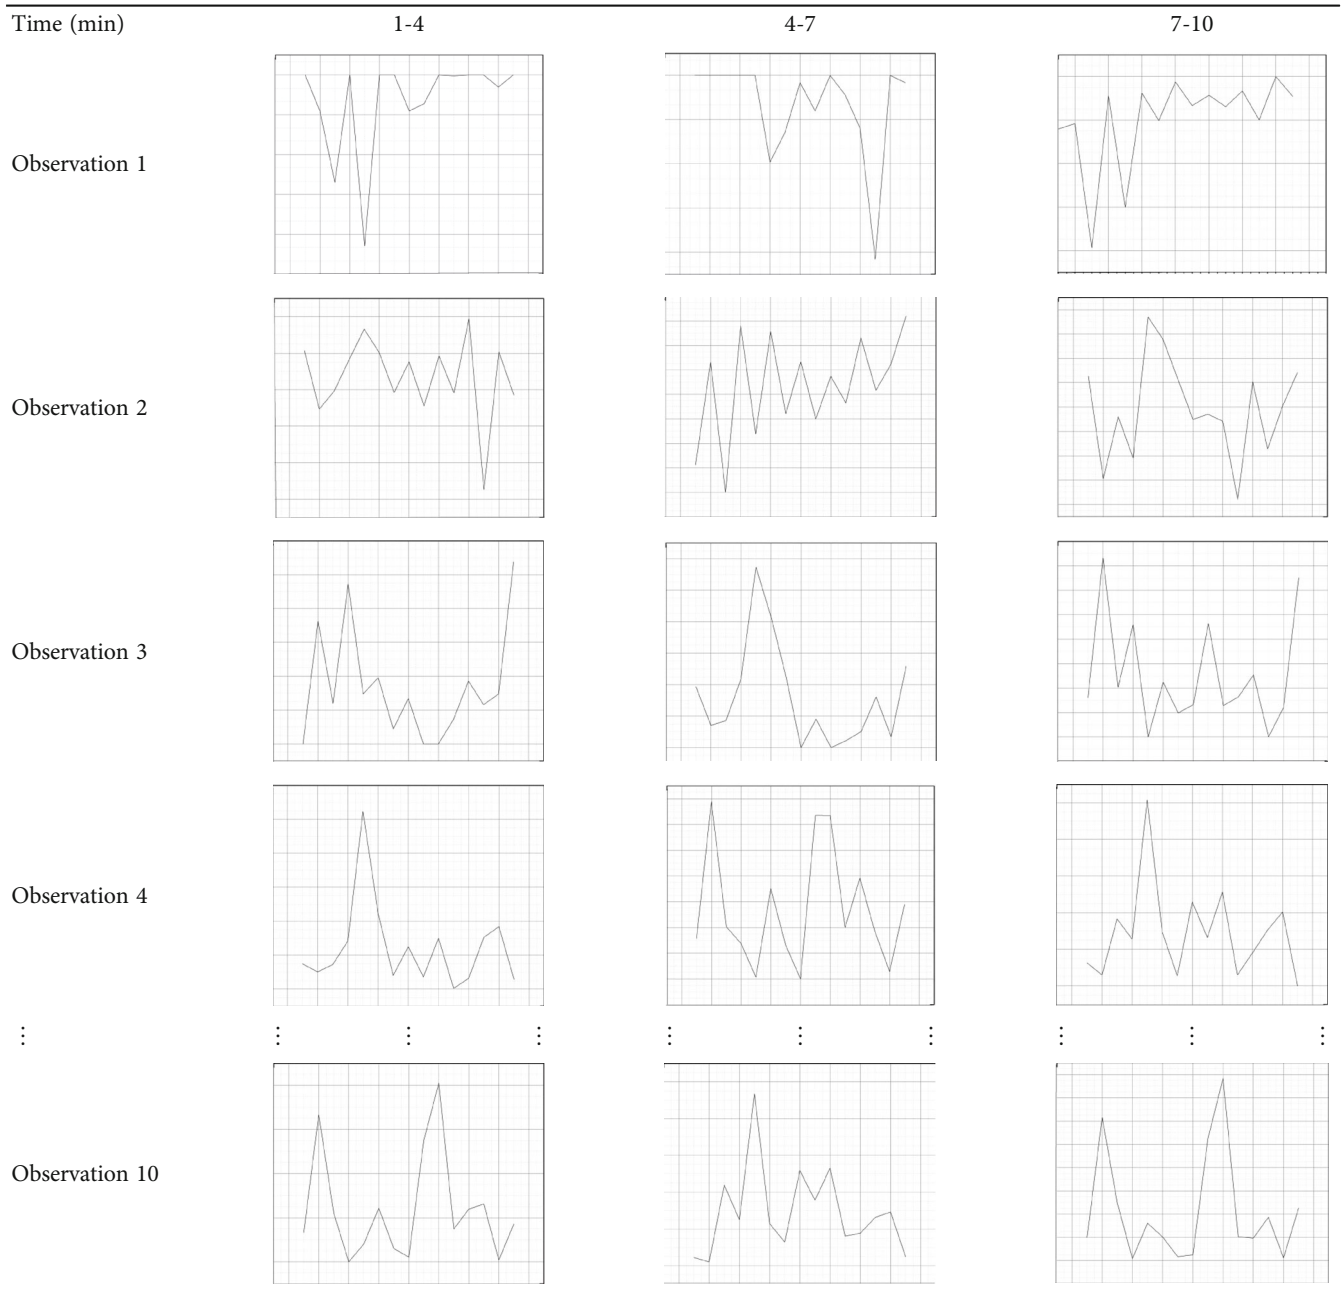 Time (min) 1-4 4-7 7-10
Observation 1
Observation 2
Observation 3
Observation 4
⋮ ⋮ ⋮ ⋮ ⋮ ⋮ ⋮ ⋮ ⋮ ⋮
Observation 10